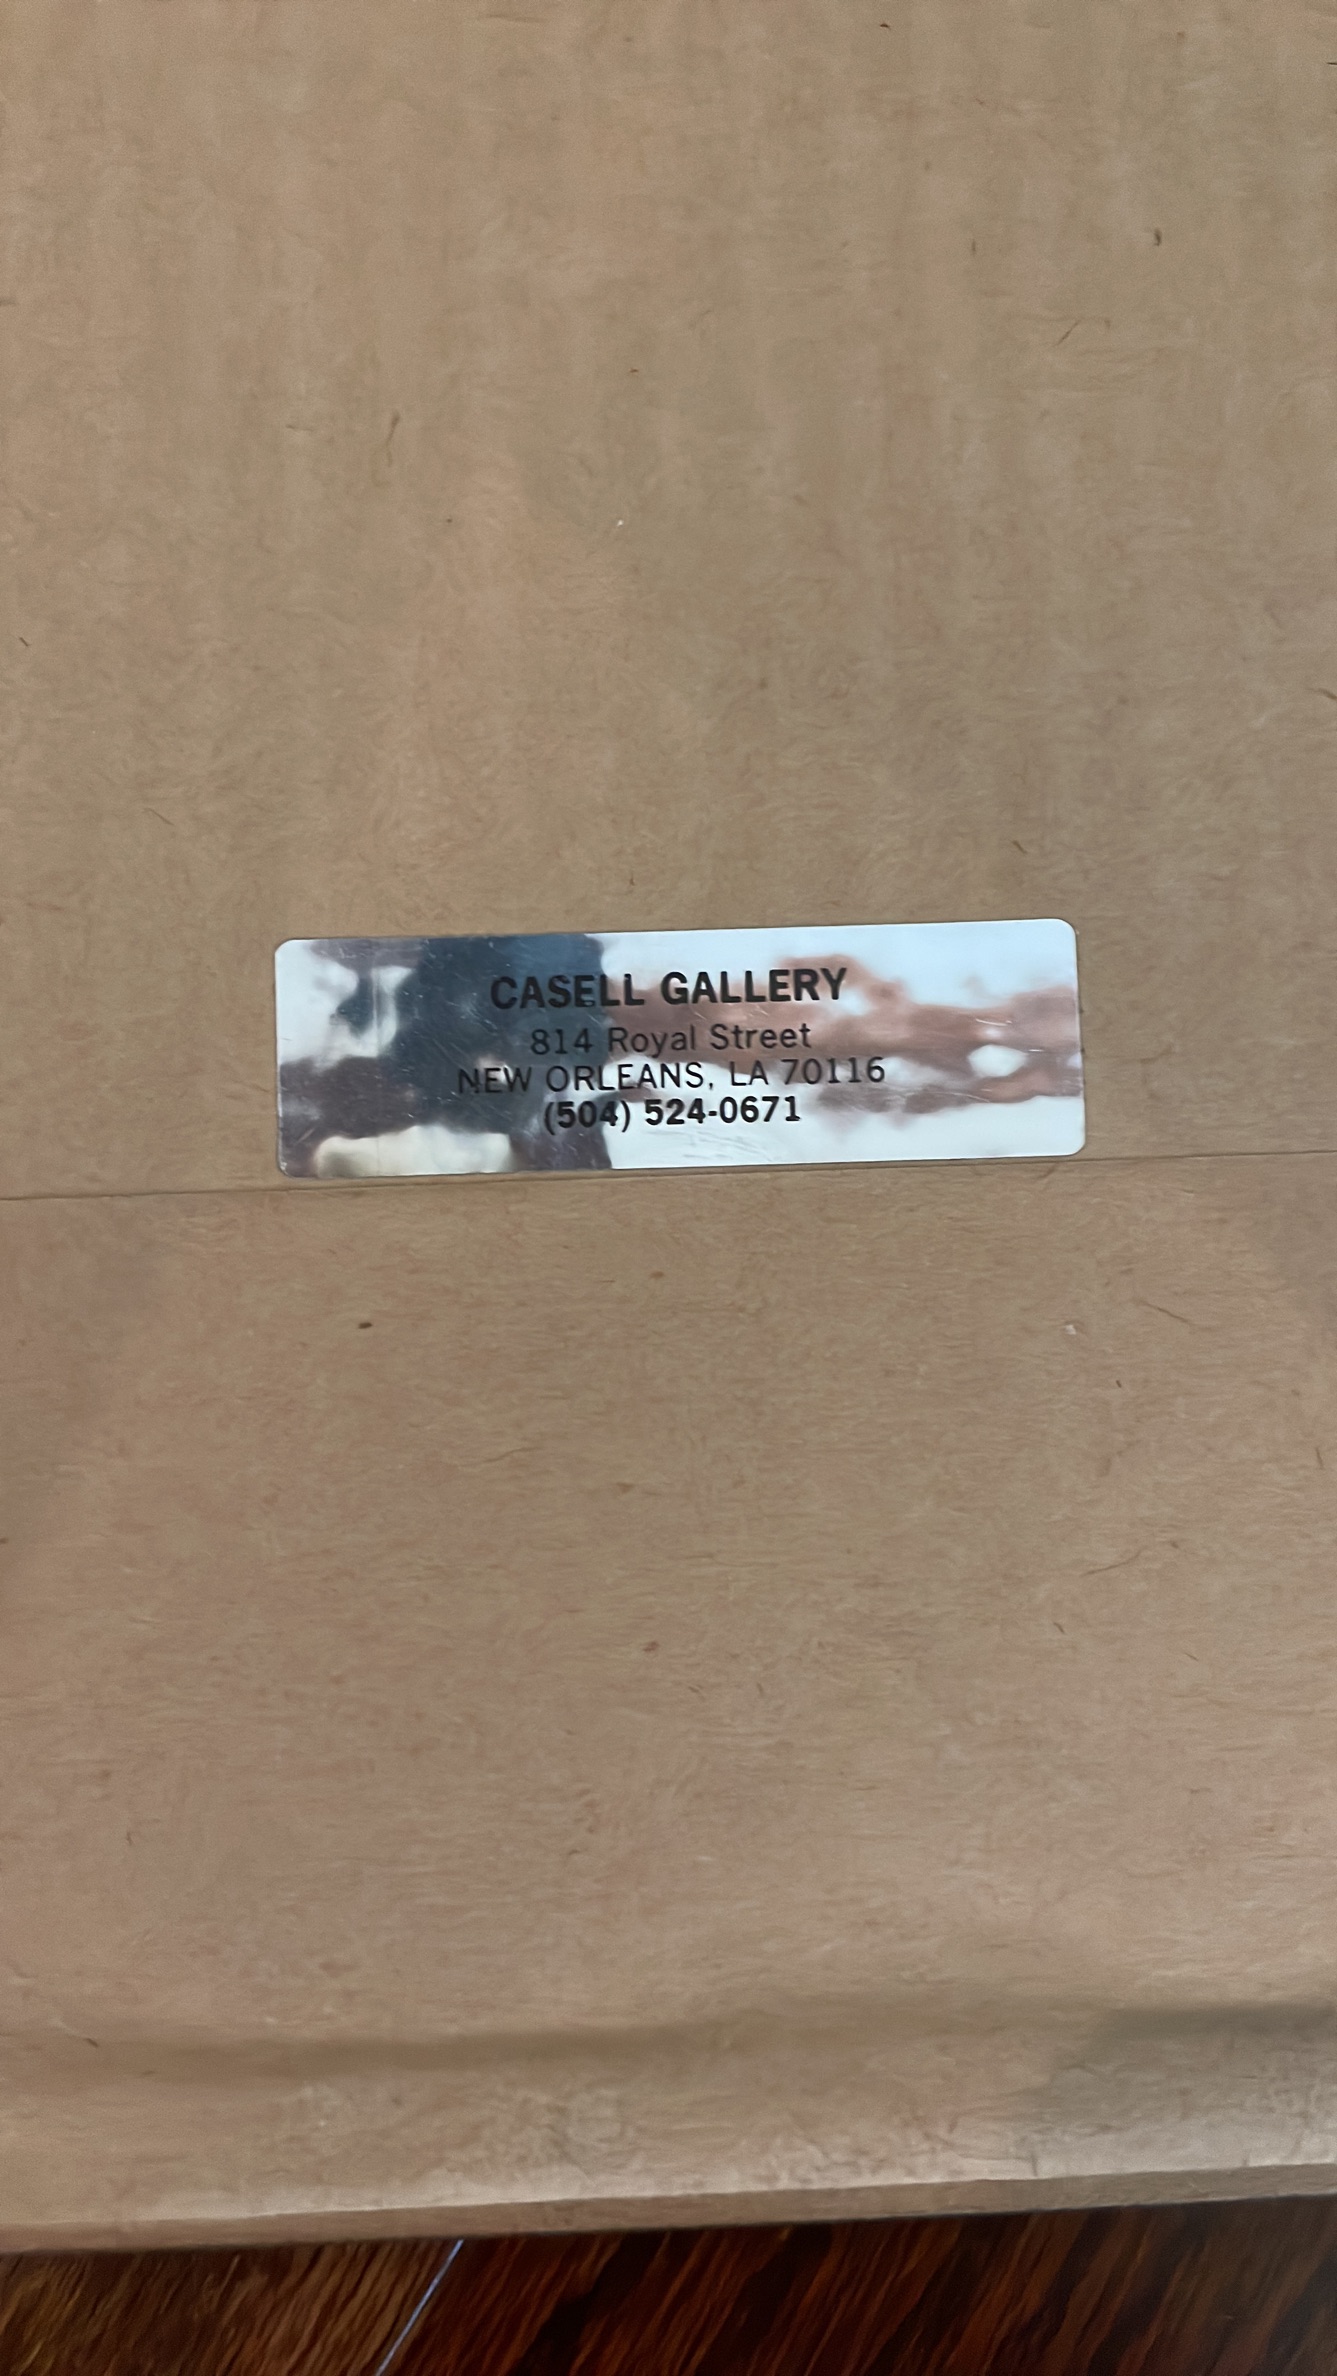 CASELL GALLERY
814 Royal Street
NEW ORLEANS, LA 70116
(504) 524-0671